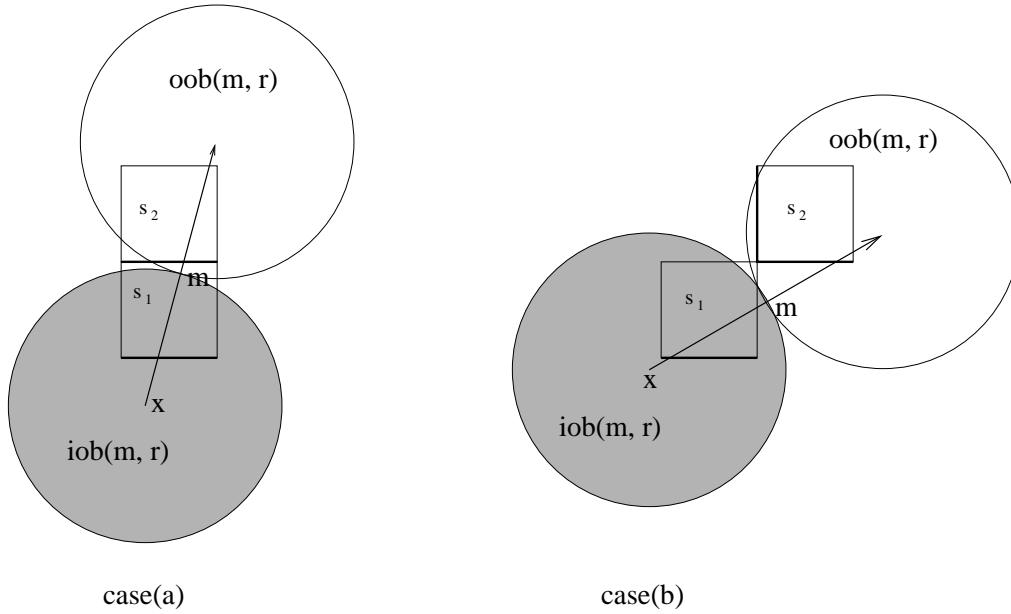 oob(m, r)
s 2
m
s 1
x
iob(m, r)
case(a)
oob(m, r)
s 2
s 1
m
x
iob(m, r)
case(b)